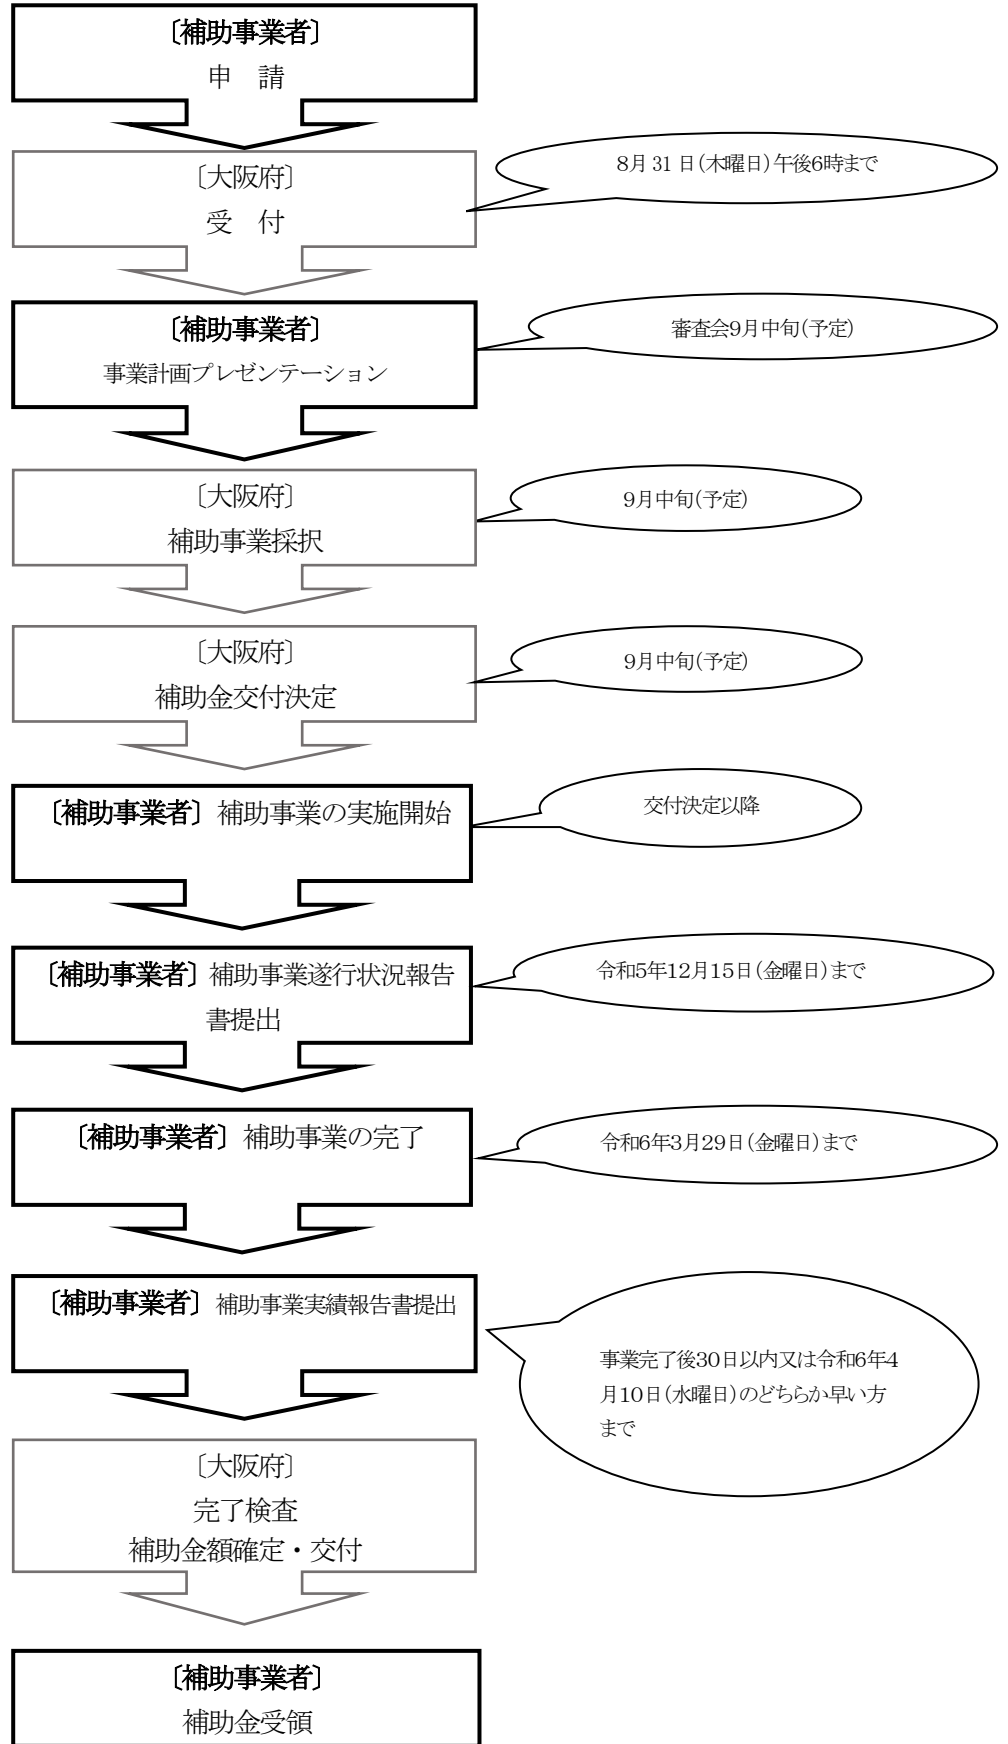 〔補助事業者〕
申　請
〔大阪府〕
受　付
8月31日(木曜日)午後6時まで
〔補助事業者〕
事業計画プレゼンテーション
審査会9月中旬(予定)
〔大阪府〕
補助事業採択
9月中旬(予定)
〔大阪府〕
補助金交付決定
9月中旬(予定)
〔補助事業者〕補助事業の実施開始
交付決定以降
〔補助事業者〕補助事業遂行状況報告
書提出
令和5年12月15日(金曜日)まで
〔補助事業者〕補助事業の完了
令和6年3月29日(金曜日)まで
〔補助事業者〕補助事業実績報告書提出
事業完了後30日以内又は令和6年4
月10日(水曜日)のどちらか早い方
まで
〔大阪府〕
完了検査
補助金額確定・交付
〔補助事業者〕
補助金受領